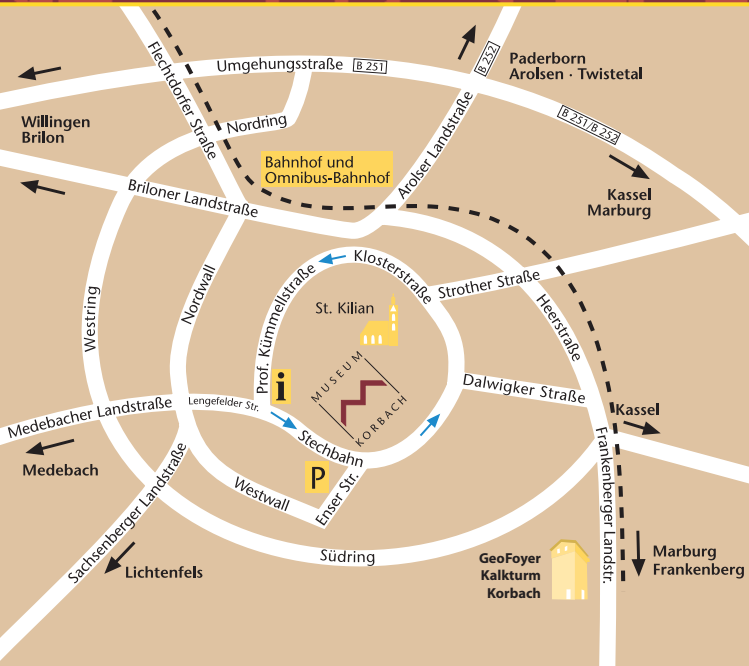 Flechtdorfer Straße
Umgehungsstraße
B 251
B 252
Paderborn
Arolsen · Twistetal
Willingen
Brilon
Nordring
B 251/B 252
Bahnhof und
Omnibus-Bahnhof
Arolser Landstraße
Kassel
Marburg
Briloner Landstraße
Klosterstraße
Strother Straße
Nordwall
Prof. Kümmellstraße
St. Kilian
Heerstraße
Westring
MUSEUM
KORBACH
i
Dalwigker Straße
Medebacher Landstraße
Lengefelder Str.
Kassel
Stechbahn
Medebach
P
Westwall
Enser Str.
Frankenberger Landstr.
Sachsenberger Landstraße
Südring
Lichtenfels
GeoFoyer
Kalkturm
Korbach
Marburg
Frankenberg